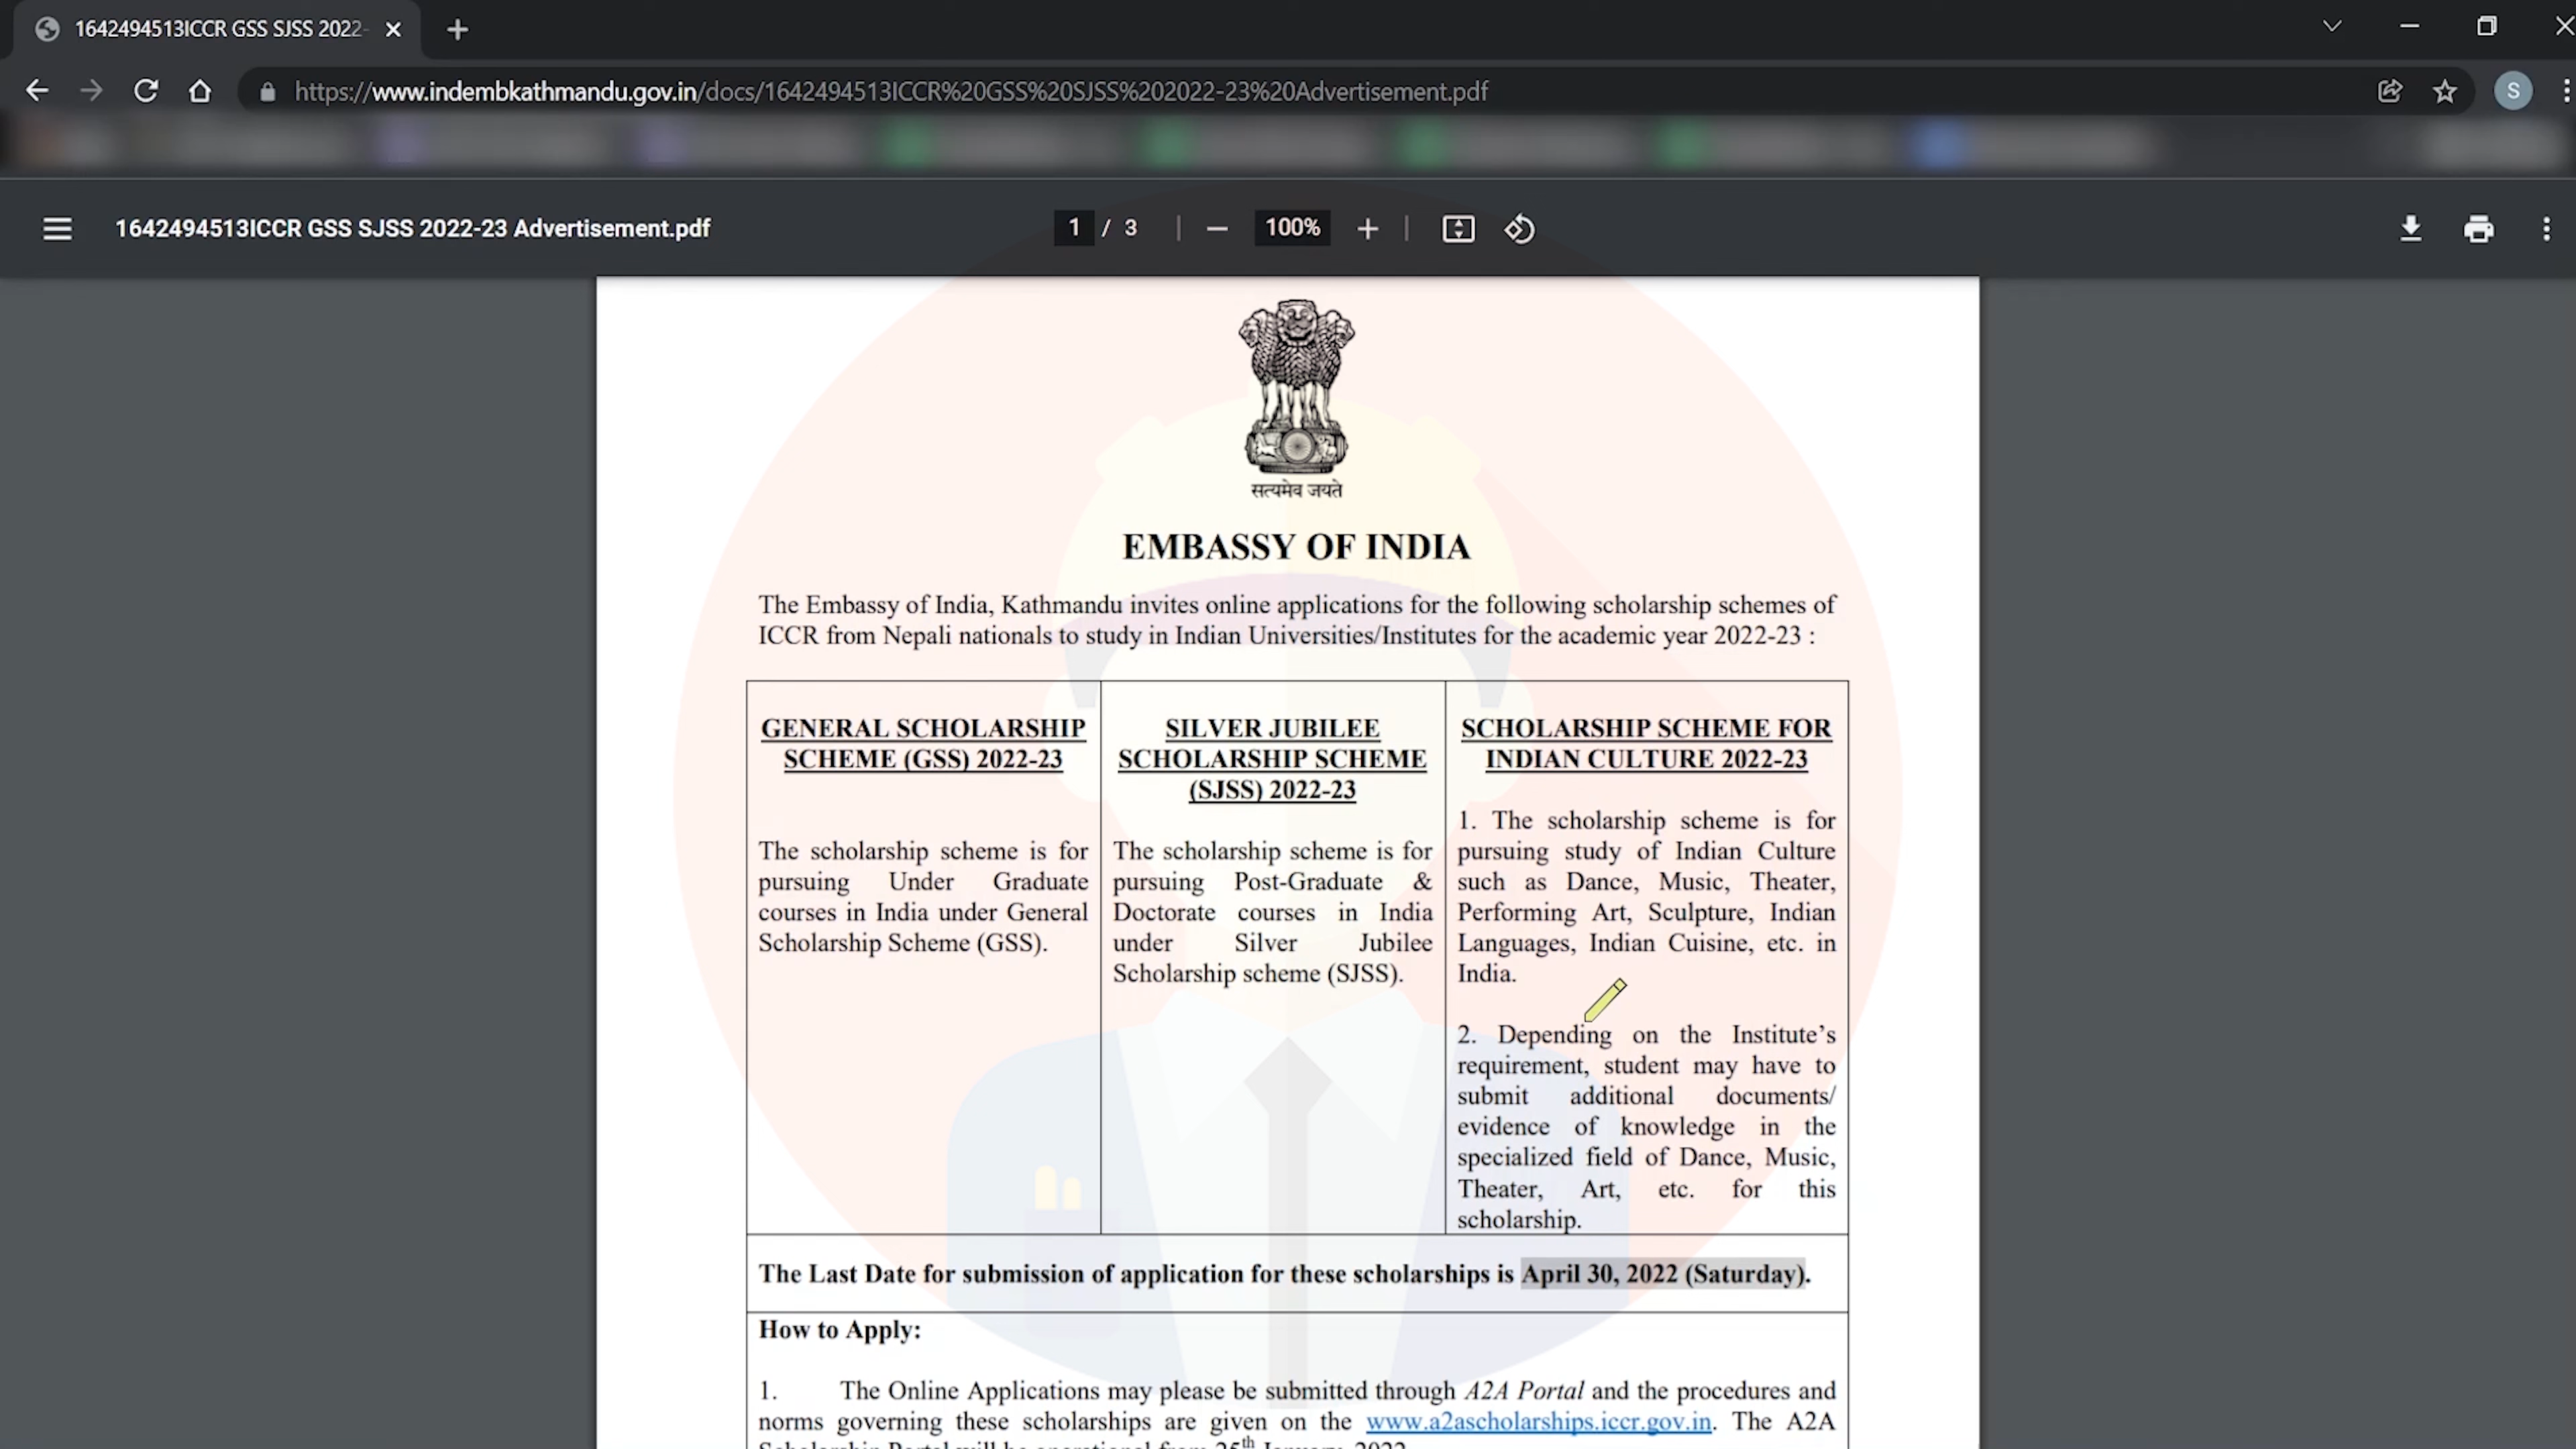 1642494513ICCR GSS SJSS 2022-
https://www.indembkathmandu.gov.in/docs/1642494513ICCR%20GSS%20SJSS%202022-23%20Advertisement.pdf
S
1642494513ICCR GSS SJSS 2022-23 Advertisement.pdf
1 / 3
100%
सत्यमेव जयते
EMBASSY OF INDIA
The Embassy of India, Kathmandu invites online applications for the following scholarship schemes of
ICCR from Nepali nationals to study in Indian Universities/Institutes for the academic year 2022-23 :
GENERAL SCHOLARSHIP
SCHEME (GSS) 2022-23
The scholarship scheme is for
pursuing Under Graduate
courses in India under General
Scholarship Scheme (GSS).
SILVER JUBILEE
SCHOLARSHIP SCHEME
(SJSS) 2022-23
The scholarship scheme is for
pursuing Post-Graduate &
Doctorate courses in India
under Silver Jubilee
Scholarship scheme (SJSS).
SCHOLARSHIP SCHEME FOR
INDIAN CULTURE 2022-23
1. The scholarship scheme is for
pursuing study of Indian Culture
such as Dance, Music, Theater,
Performing Art, Sculpture, Indian
Languages, Indian Cuisine, etc. in
India.
2. Depending on the Institute's
requirement, student may have to
submit additional documents/
evidence of knowledge in the
specialized field of Dance, Music,
Theater, Art, etc. for this
scholarship.
The Last Date for submission of application for these scholarships is April 30, 2022 (Saturday).
How to Apply:
1. The Online Applications may please be submitted through A2A Portal and the procedures and
norms governing these scholarships are given on the www.a2ascholarships.iccr.gov.in. The A2A
Scholarship Portal will be operational from 25th January, 2022